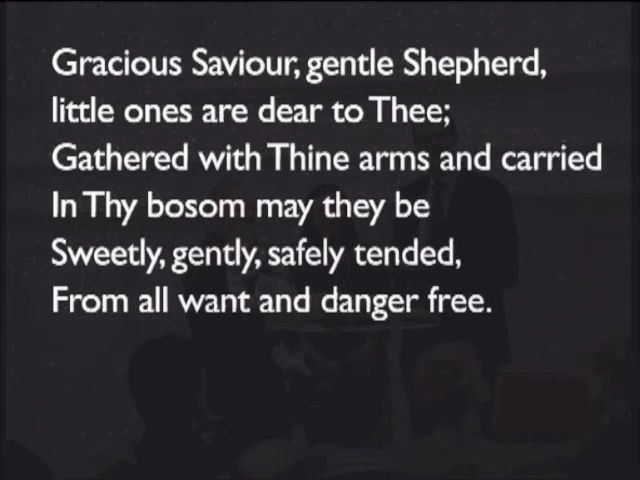 Gracious Saviour, gentle Shepherd,
little ones are dear to Thee;
Gathered with Thine arms and carried
In Thy bosom may they be
Sweetly, gently, safely tended,
From all want and danger free.